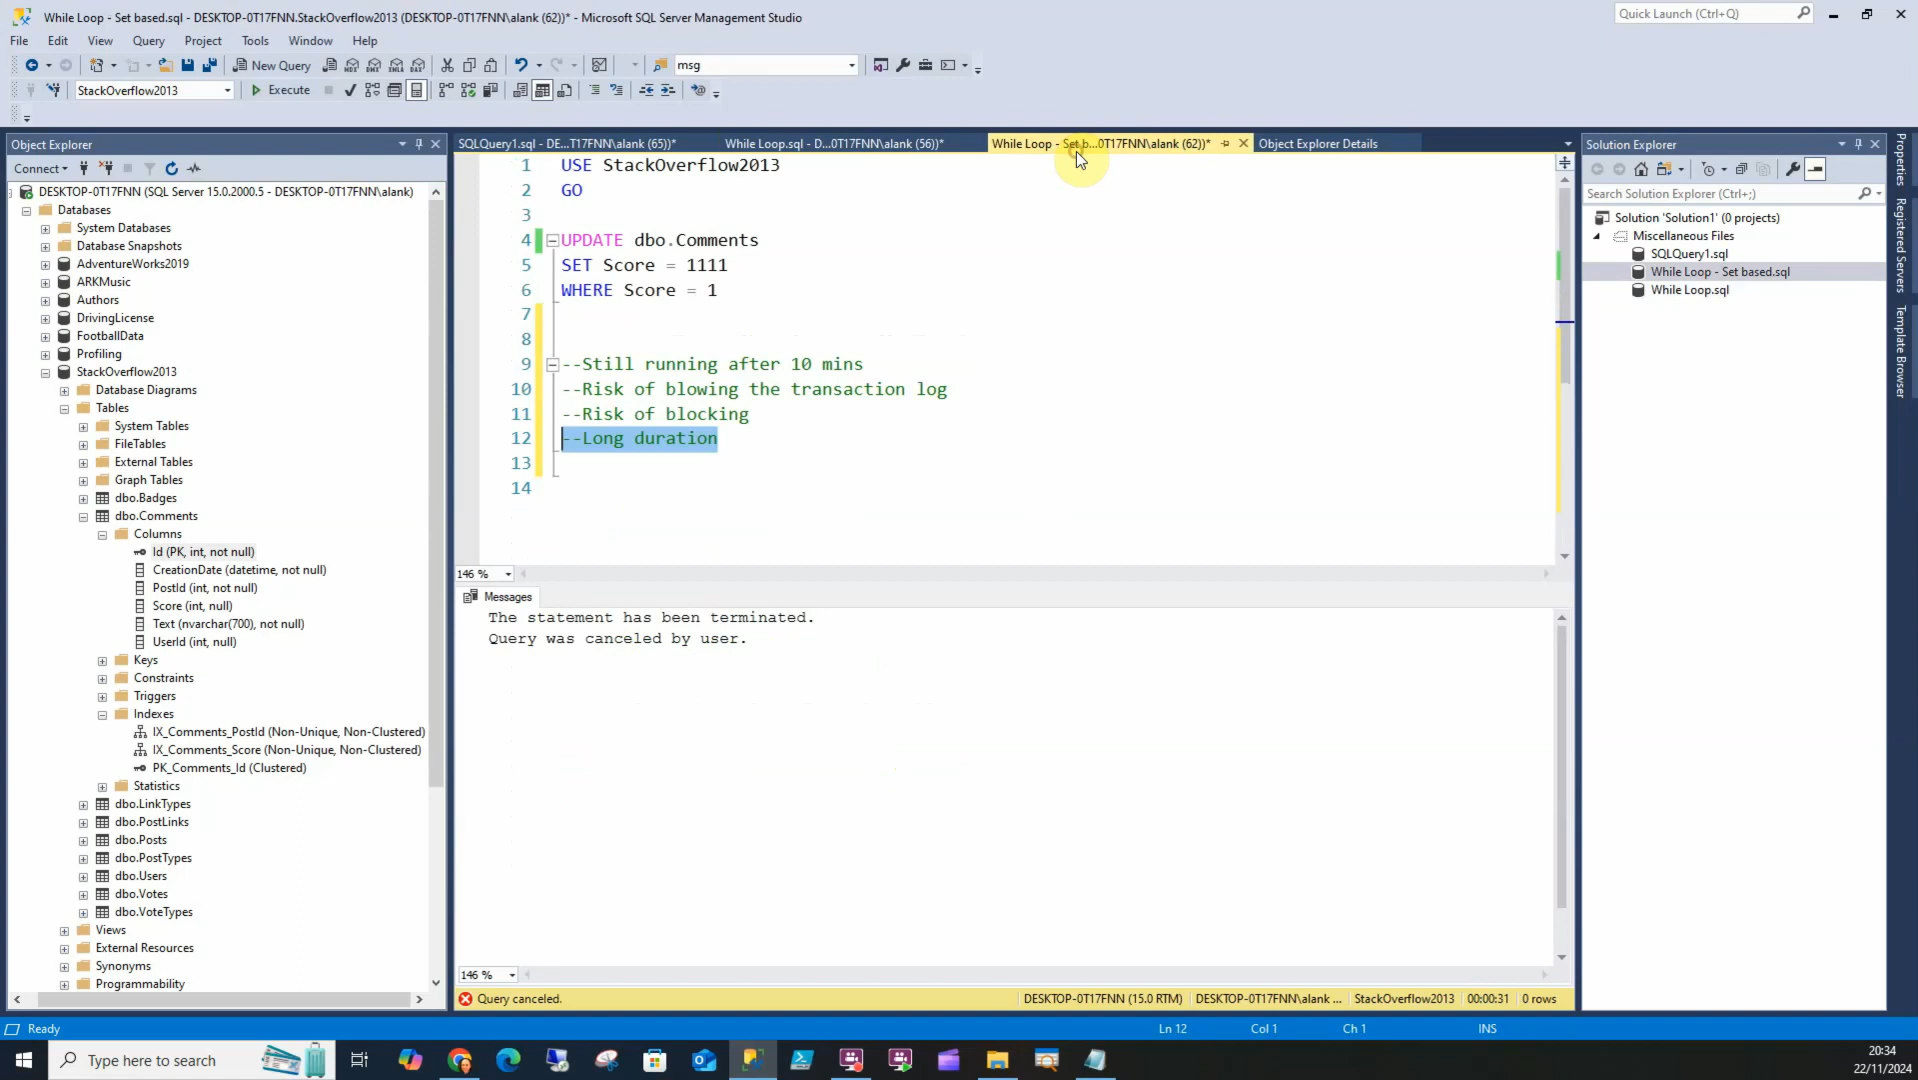 While Loop - Set based.sql - DESKTOP-0T17FNN.StackOverflow2013 (DESKTOP-0T17FNN\alank (62))* - Microsoft SQL Server Management Studio
Quick Launch (Ctrl+Q)
File Edit View Query Project Tools Window Help
New Query
MDX DMX XMLA DAX
msg
StackOverflow2013
Execute
Object Explorer
Connect
DESKTOP-0T17FNN (SQL Server 15.0.2000.5 - DESKTOP-0T17FNN\alank)
Databases
System Databases
Database Snapshots
AdventureWorks2019
ARKMusic
Authors
DrivingLicense
FootballData
Profiling
StackOverflow2013
Database Diagrams
Tables
System Tables
FileTables
External Tables
Graph Tables
dbo.Badges
dbo.Comments
Columns
Id (PK, int, not null)
CreationDate (datetime, not null)
PostId (int, not null)
Score (int, null)
Text (nvarchar(700), not null)
UserId (int, null)
Keys
Constraints
Triggers
Indexes
IX_Comments_PostId (Non-Unique, Non-Clustered)
IX_Comments_Score (Non-Unique, Non-Clustered)
PK_Comments_Id (Clustered)
Statistics
dbo.LinkTypes
dbo.PostLinks
dbo.Posts
dbo.PostTypes
dbo.Users
dbo.Votes
dbo.VoteTypes
Views
External Resources
Synonyms
Programmability
SQLQuery1.sql - DE...T17FNN\alank (65))* While Loop.sql - D...0T17FNN\alank (56))* While Loop - Set b...0T17FNN\alank (62))* Object Explorer Details
1 USE StackOverflow2013
2 GO
3
4 UPDATE dbo.Comments
5 SET Score = 1111
6 WHERE Score = 1
7
8
9 --Still running after 10 mins
10 --Risk of blowing the transaction log
11 --Risk of blocking
12 --Long duration
13
14
146 %
Messages
The statement has been terminated.
Query was canceled by user.
146 %
Query canceled. DESKTOP-0T17FNN (15.0 RTM) DESKTOP-0T17FNN\alank ... StackOverflow2013 00:00:31 0 rows
Solution Explorer
Search Solution Explorer (Ctrl+;)
Solution 'Solution1' (0 projects)
Miscellaneous Files
SQLQuery1.sql
While Loop - Set based.sql
While Loop.sql
Properties
Registered Servers
Template Browser
Ready Ln 12 Col 1 Ch 1 INS
Type here to search
20:34
22/11/2024